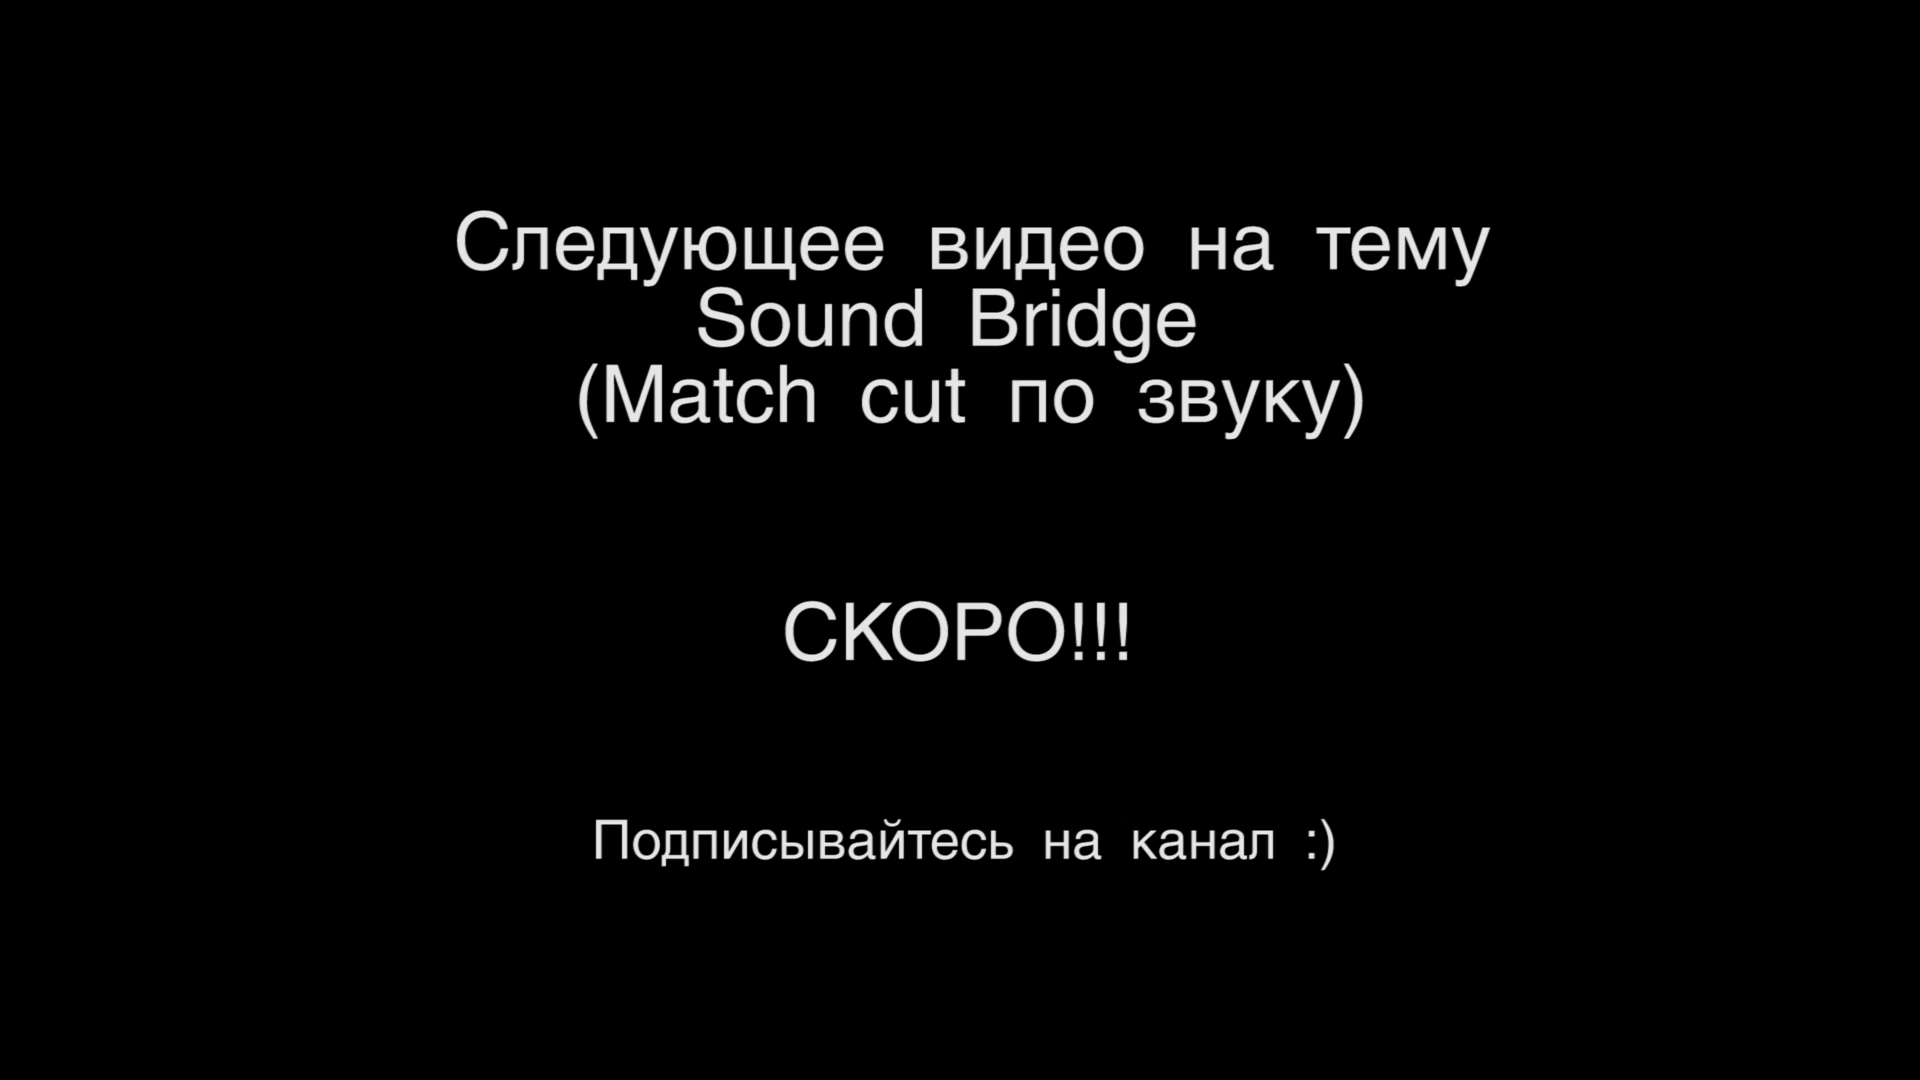 Следующее видео на тему
Sound Bridge
(Match cut по звуку)
СКОРО!!!
Подписывайтесь на канал :)